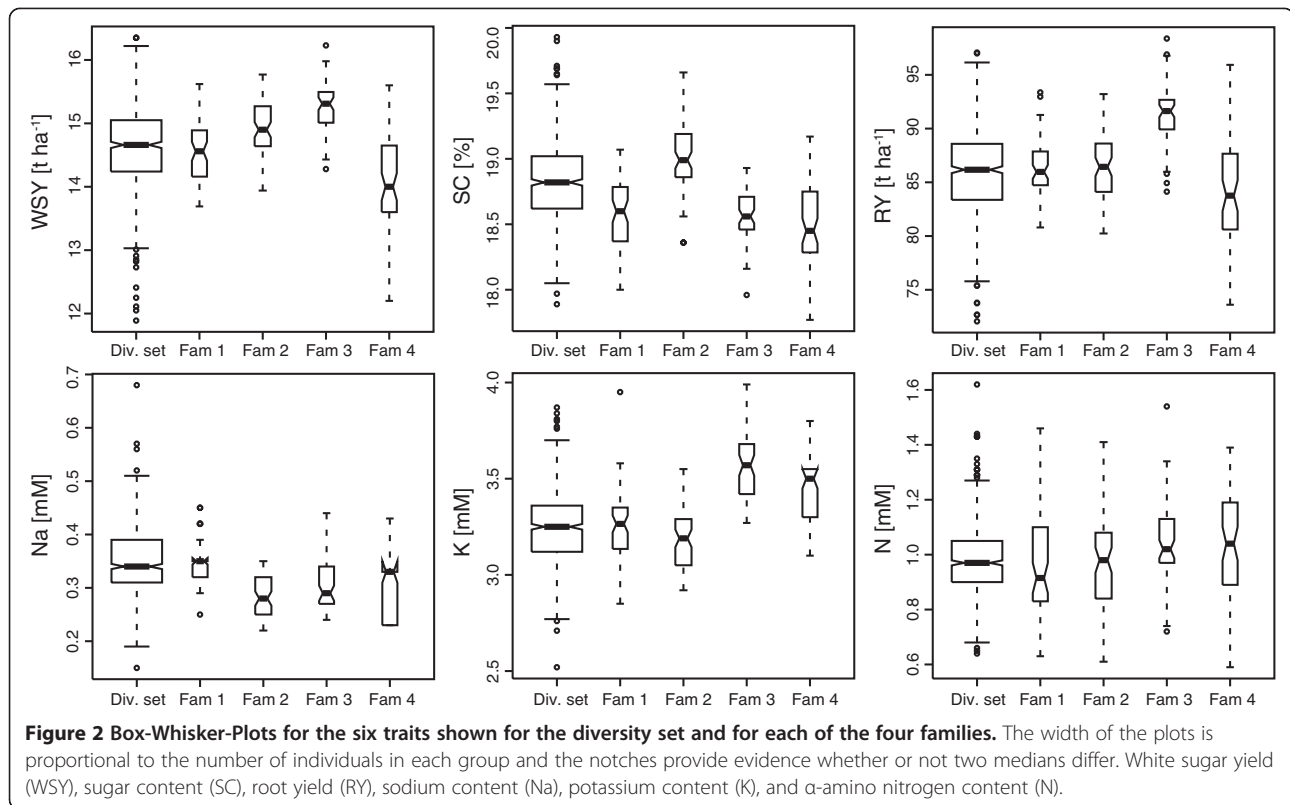 WSY [t ha-1]
16
15
14
13
12
Div. set Fam 1 Fam 2 Fam 3 Fam 4
SC [%]
20.0
19.5
19.0
18.5
18.0
Div. set Fam 1 Fam 2 Fam 3 Fam 4
RY [t ha-1]
95
90
85
80
75
Div. set Fam 1 Fam 2 Fam 3 Fam 4
Na [mM]
0.7
0.6
0.5
0.4
0.3
0.2
Div. set Fam 1 Fam 2 Fam 3 Fam 4
K [mM]
4.0
3.5
3.0
2.5
Div. set Fam 1 Fam 2 Fam 3 Fam 4
N [mM]
1.6
1.4
1.2
1.0
0.8
0.6
Div. set Fam 1 Fam 2 Fam 3 Fam 4
Figure 2 Box-Whisker-Plots for the six traits shown for the diversity set and for each of the four families. The width of the plots is
proportional to the number of individuals in each group and the notches provide evidence whether or not two medians differ. White sugar yield
(WSY), sugar content (SC), root yield (RY), sodium content (Na), potassium content (K), and α-amino nitrogen content (N).